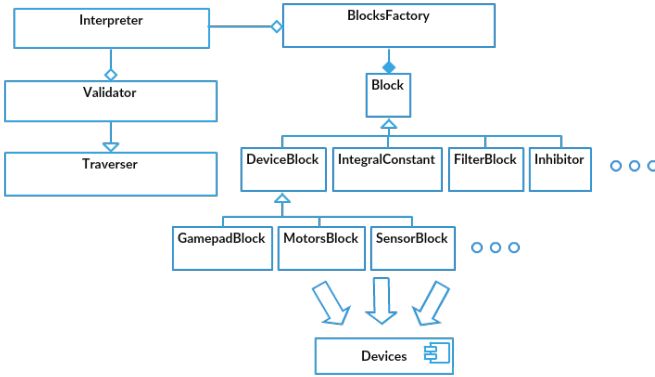 Interpreter
BlocksFactory
Validator
Block
Traverser
DeviceBlock
IntegralConstant
FilterBlock
Inhibitor
GamepadBlock
MotorsBlock
SensorBlock
Devices